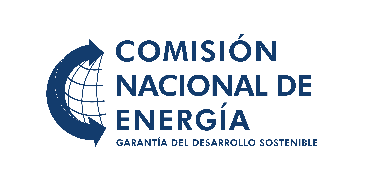 COMISIÓN
NACIONAL DE
ENERGÍA
GARANTÍA DEL DESARROLLO SOSTENIBLE